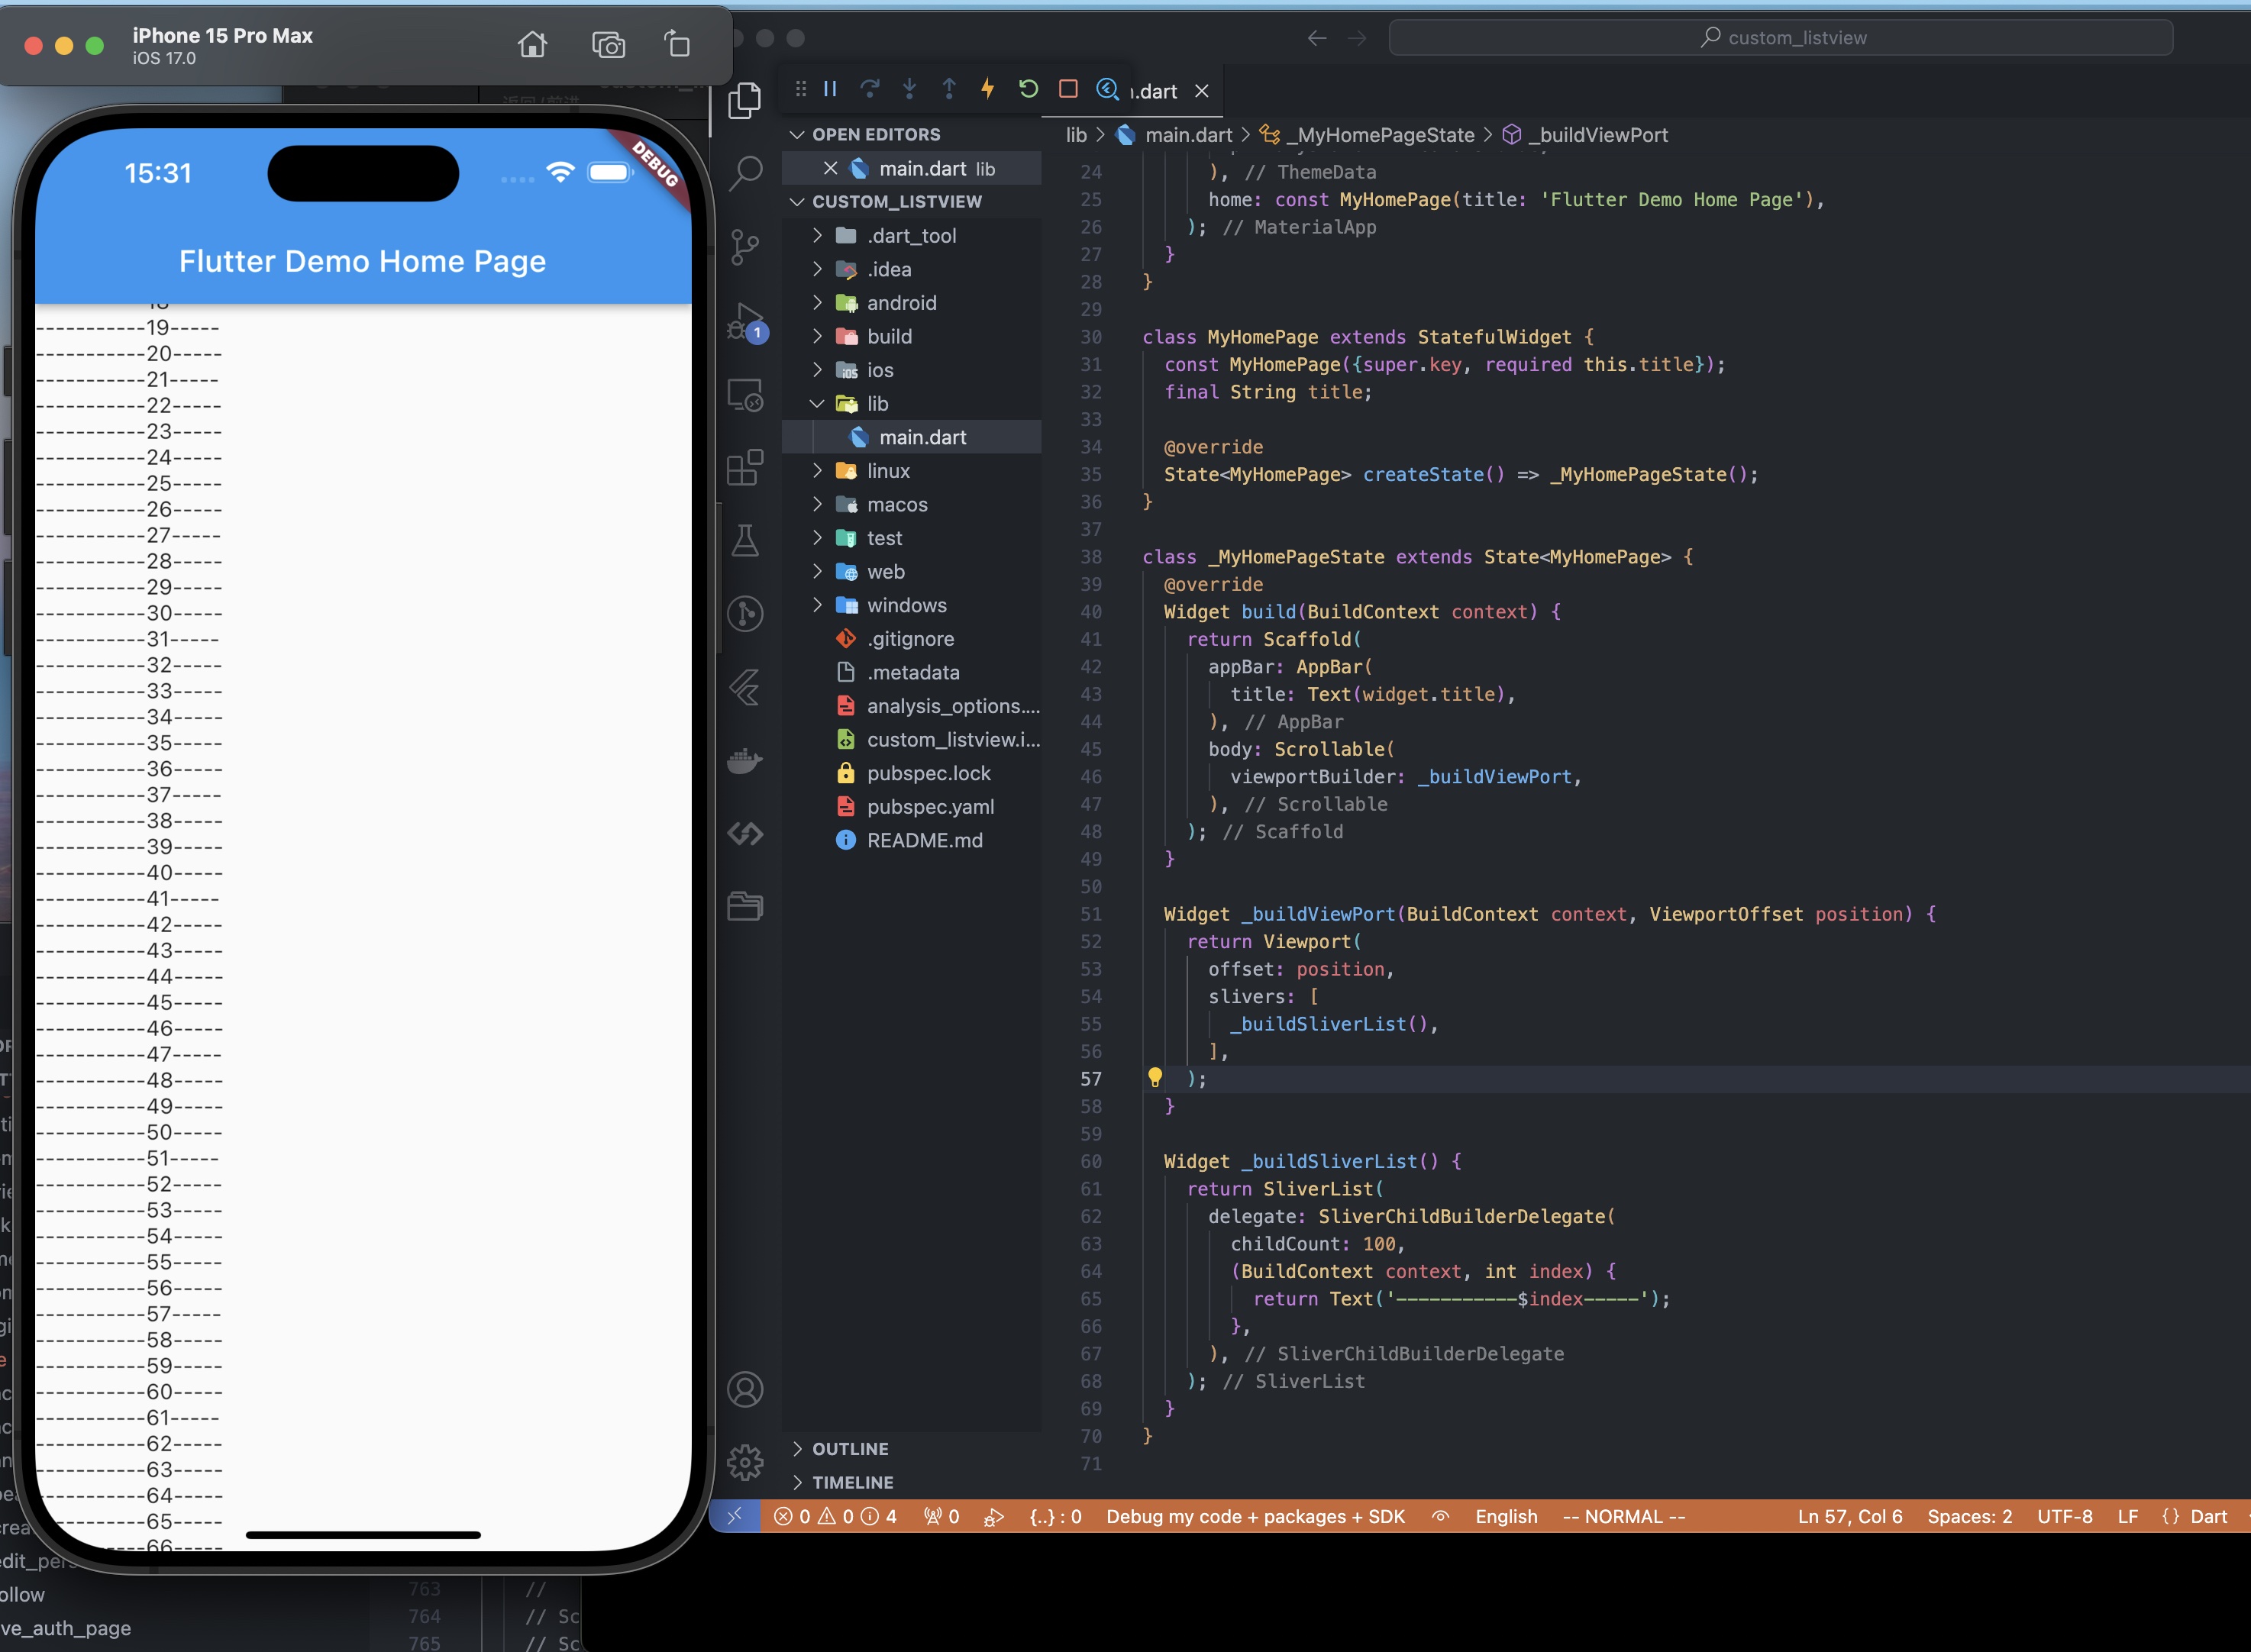 iPhone 15 Pro Max
iOS 17.0
15:31
DEBUG
Flutter Demo Home Page
-----------19-----
-----------20-----
-----------21-----
-----------22-----
-----------23-----
-----------24-----
-----------25-----
-----------26-----
-----------27-----
-----------28-----
-----------29-----
-----------30-----
-----------31-----
-----------32-----
-----------33-----
-----------34-----
-----------35-----
-----------36-----
-----------37-----
-----------38-----
-----------39-----
-----------40-----
-----------41-----
-----------42-----
-----------43-----
-----------44-----
-----------45-----
-----------46-----
-----------47-----
-----------48-----
-----------49-----
-----------50-----
-----------51-----
-----------52-----
-----------53-----
-----------54-----
-----------55-----
-----------56-----
-----------57-----
-----------58-----
-----------59-----
-----------60-----
-----------61-----
-----------62-----
-----------63-----
-----------64-----
-----------65-----
-----------66-----
ve_auth_page
763 //
764 // Sc
765 // Sc
custom_listview
.dart
1
OPEN EDITORS
main.dart lib
CUSTOM_LISTVIEW
.dart_tool
.idea
android
build
ios
lib
main.dart
linux
macos
test
web
windows
.gitignore
.metadata
analysis_options....
custom_listview.i...
pubspec.lock
pubspec.yaml
README.md
OUTLINE
TIMELINE
lib > main.dart > _MyHomePageState > _buildViewPort
24 ), // ThemeData
25 home: const MyHomePage(title: 'Flutter Demo Home Page'),
26 ); // MaterialApp
27 }
28 }
29
30 class MyHomePage extends StatefulWidget {
31 const MyHomePage({super.key, required this.title});
32 final String title;
33
34 @override
35 State<MyHomePage> createState() => _MyHomePageState();
36 }
37
38 class _MyHomePageState extends State<MyHomePage> {
39 @override
40 Widget build(BuildContext context) {
41 return Scaffold(
42 appBar: AppBar(
43 title: Text(widget.title),
44 ), // AppBar
45 body: Scrollable(
46 viewportBuilder: _buildViewPort,
47 ), // Scrollable
48 ); // Scaffold
49 }
50
51 Widget _buildViewPort(BuildContext context, ViewportOffset position) {
52 return Viewport(
53 offset: position,
54 slivers: [
55 _buildSliverList(),
56 ],
57 );
58 }
59
60 Widget _buildSliverList() {
61 return SliverList(
62 delegate: SliverChildBuilderDelegate(
63 childCount: 100,
64 (BuildContext context, int index) {
65 return Text('-----------$index-----');
66 },
67 ), // SliverChildBuilderDelegate
68 ); // SliverList
69 }
70 }
71
0 0 4 0 {..} : 0 Debug my code + packages + SDK English -- NORMAL -- Ln 57, Col 6 Spaces: 2 UTF-8 LF {} Dart